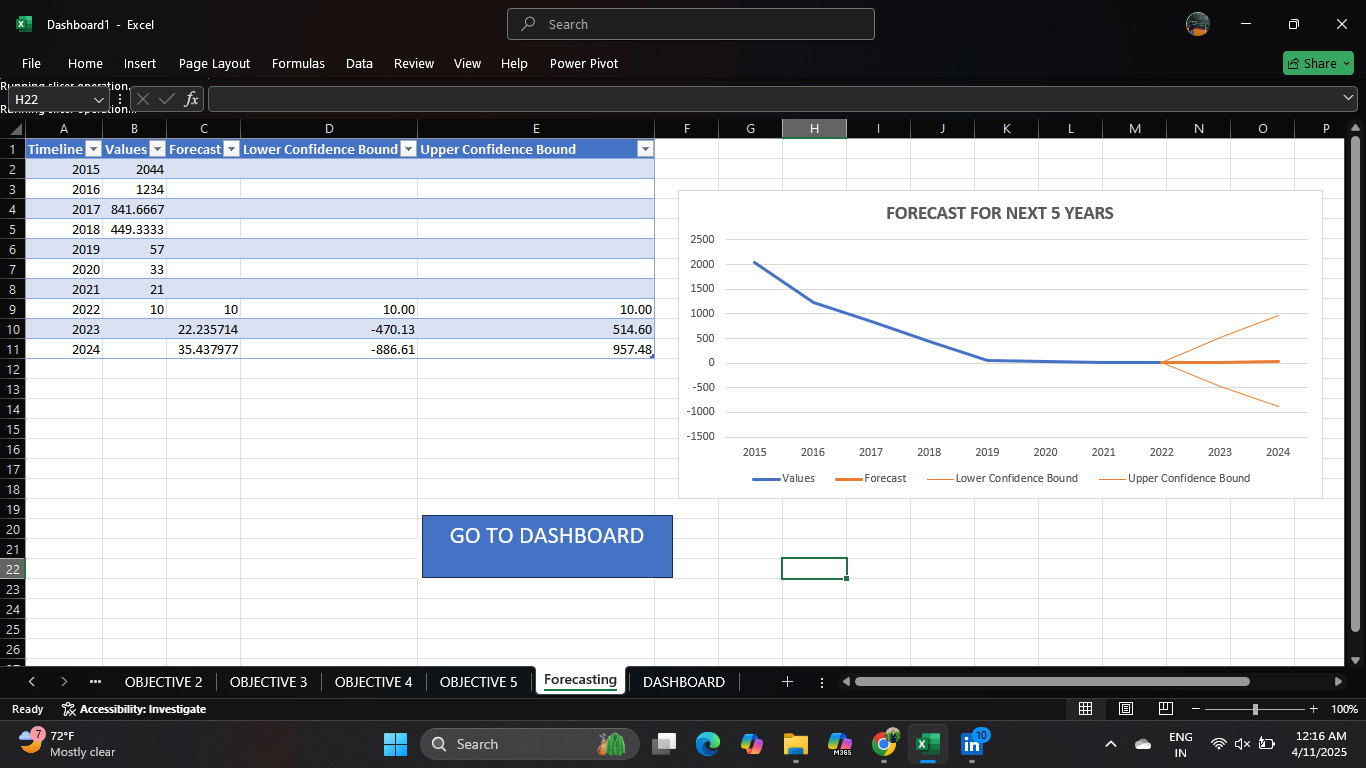 Dashboard1 - Excel
Search
File Home Insert Page Layout Formulas Data Review View Help Power Pivot
Share
Running slicer operation.
H22
fx
A B C D E F G H I J K L M N O P
1 Timeline Values Forecast Lower Confidence Bound Upper Confidence Bound
2 2015 2044
3 2016 1234
4 2017 841.6667
5 2018 449.3333
6 2019 57
7 2020 33
8 2021 21
9 2022 10 10 10.00 10.00
10 2023 22.235714 -470.13 514.60
11 2024 35.437977 -886.61 957.48
12
13
14
15
16
17
18
19
20
21
22
23
24
25
26
FORECAST FOR NEXT 5 YEARS
2500
2000
1500
1000
500
0
-500
-1000
-1500
2015 2016 2017 2018 2019 2020 2021 2022 2023 2024
Values Forecast Lower Confidence Bound Upper Confidence Bound
GO TO DASHBOARD
OBJECTIVE 2 OBJECTIVE 3 OBJECTIVE 4 OBJECTIVE 5 Forecasting DASHBOARD
Ready Accessibility: Investigate
100%
7
72°F
Mostly clear
Search
M365
10
ENG
IN
12:16 AM
4/11/2025